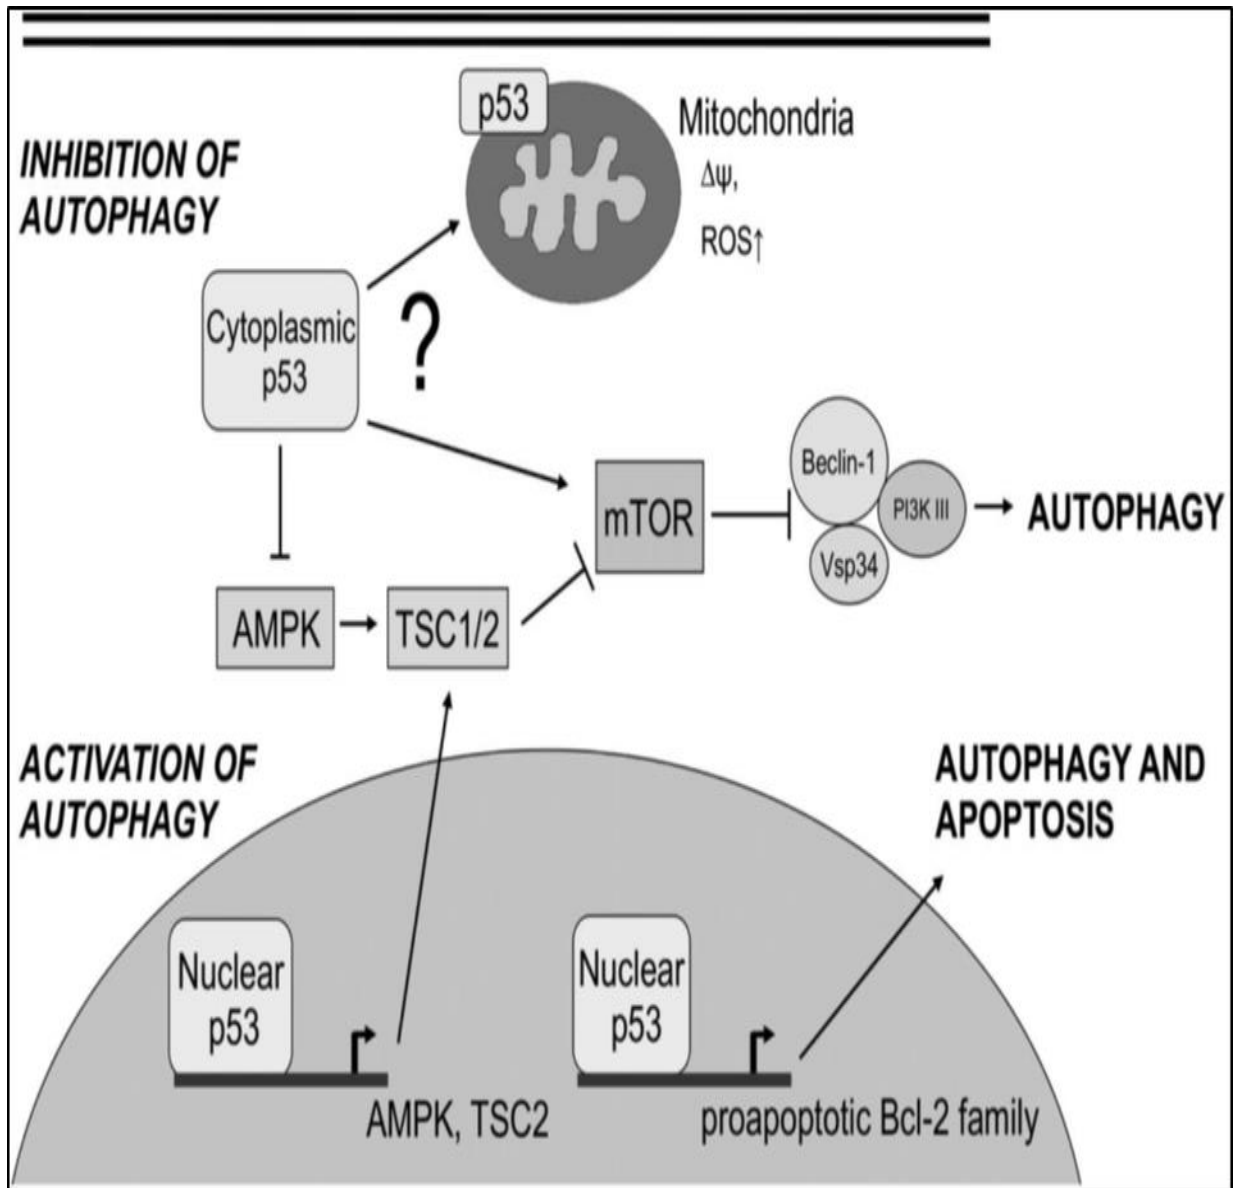 p53
Mitochondria
Δψ,
ROS↑
INHIBITION OF
AUTOPHAGY
Cytoplasmic
p53
?
Beclin-1
PI3K III
AUTOPHAGY
mTOR
Vsp34
AMPK
TSC1/2
ACTIVATION OF
AUTOPHAGY
AUTOPHAGY AND
APOPTOSIS
Nuclear
p53
AMPK, TSC2
Nuclear
p53
proapoptotic Bcl-2 family